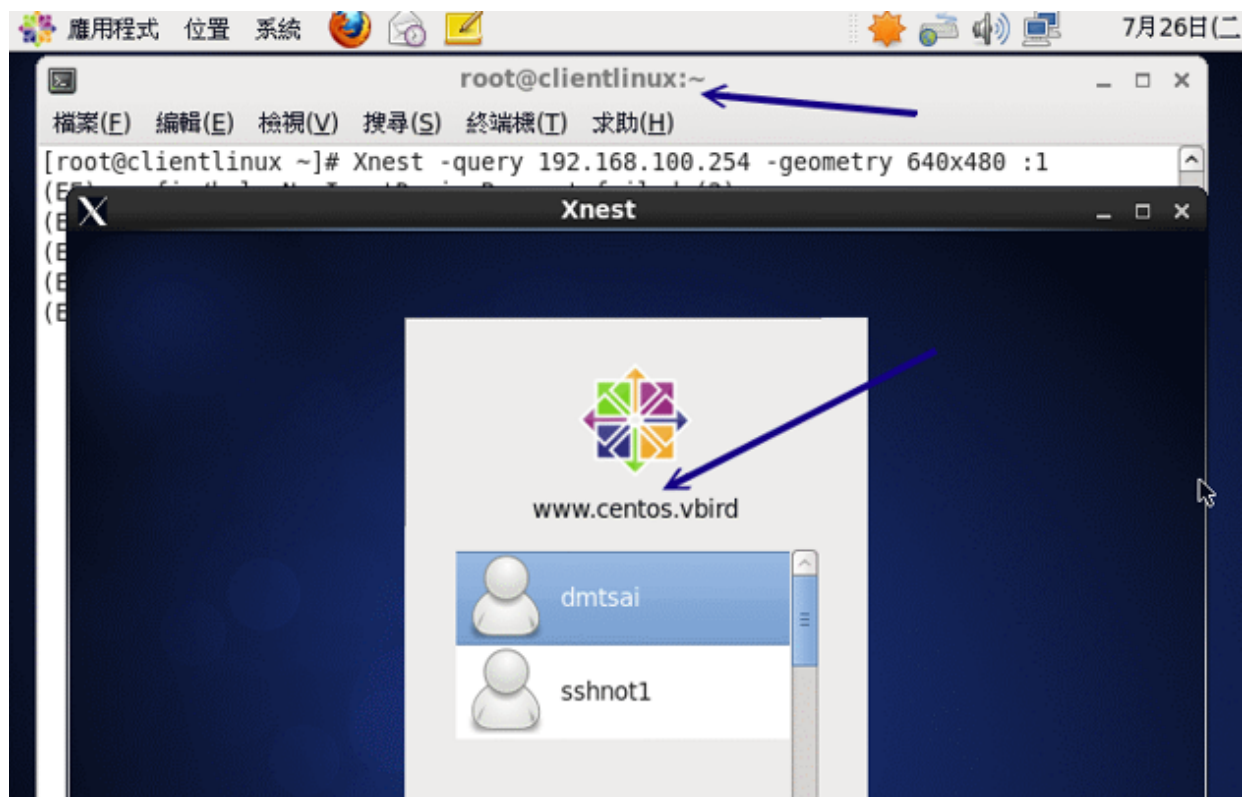 應用程式 位置 系統 7月26日(二
root@clientlinux:~
檔案(F) 編輯(E) 檢視(V) 搜尋(S) 終端機(T) 求助(H)
[root@clientlinux ~]# Xnest -query 192.168.100.254 -geometry 640x480 :1
Xnest
www.centos.vbird
dmtsai
sshnot1